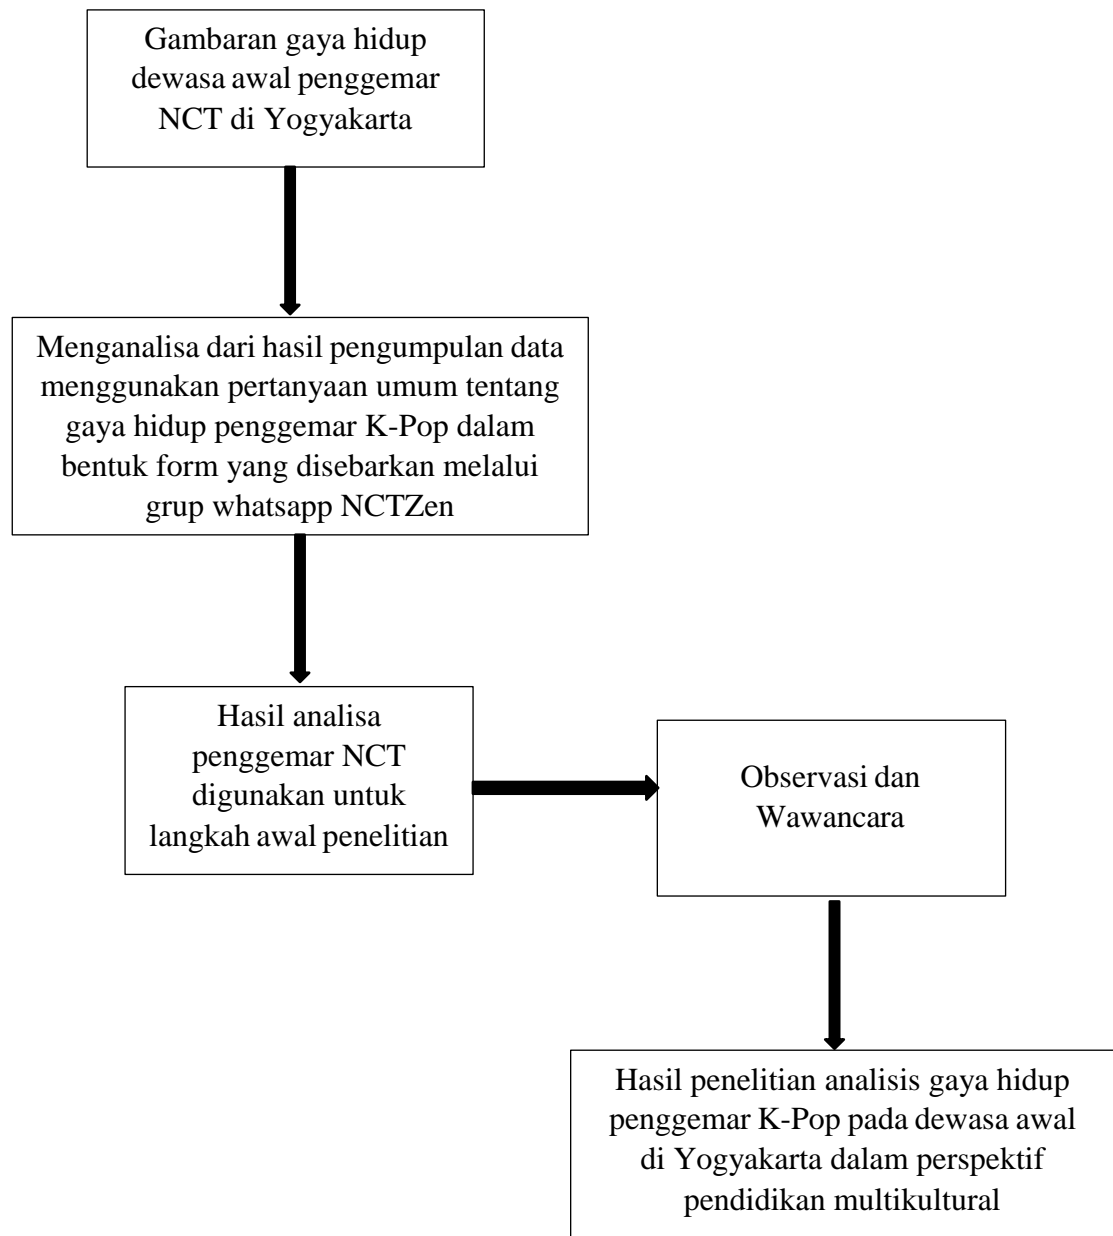 Gambaran gaya hidup
dewasa awal penggemar
NCT di Yogyakarta
Menganalisa dari hasil pengumpulan data
menggunakan pertanyaan umum tentang
gaya hidup penggemar K-Pop dalam
bentuk form yang disebarkan melalui
grup whatsapp NCTZen
Hasil analisa
penggemar NCT
digunakan untuk
langkah awal penelitian
Observasi dan
Wawancara
Hasil penelitian analisis gaya hidup
penggemar K-Pop pada dewasa awal
di Yogyakarta dalam perspektif
pendidikan multikultural